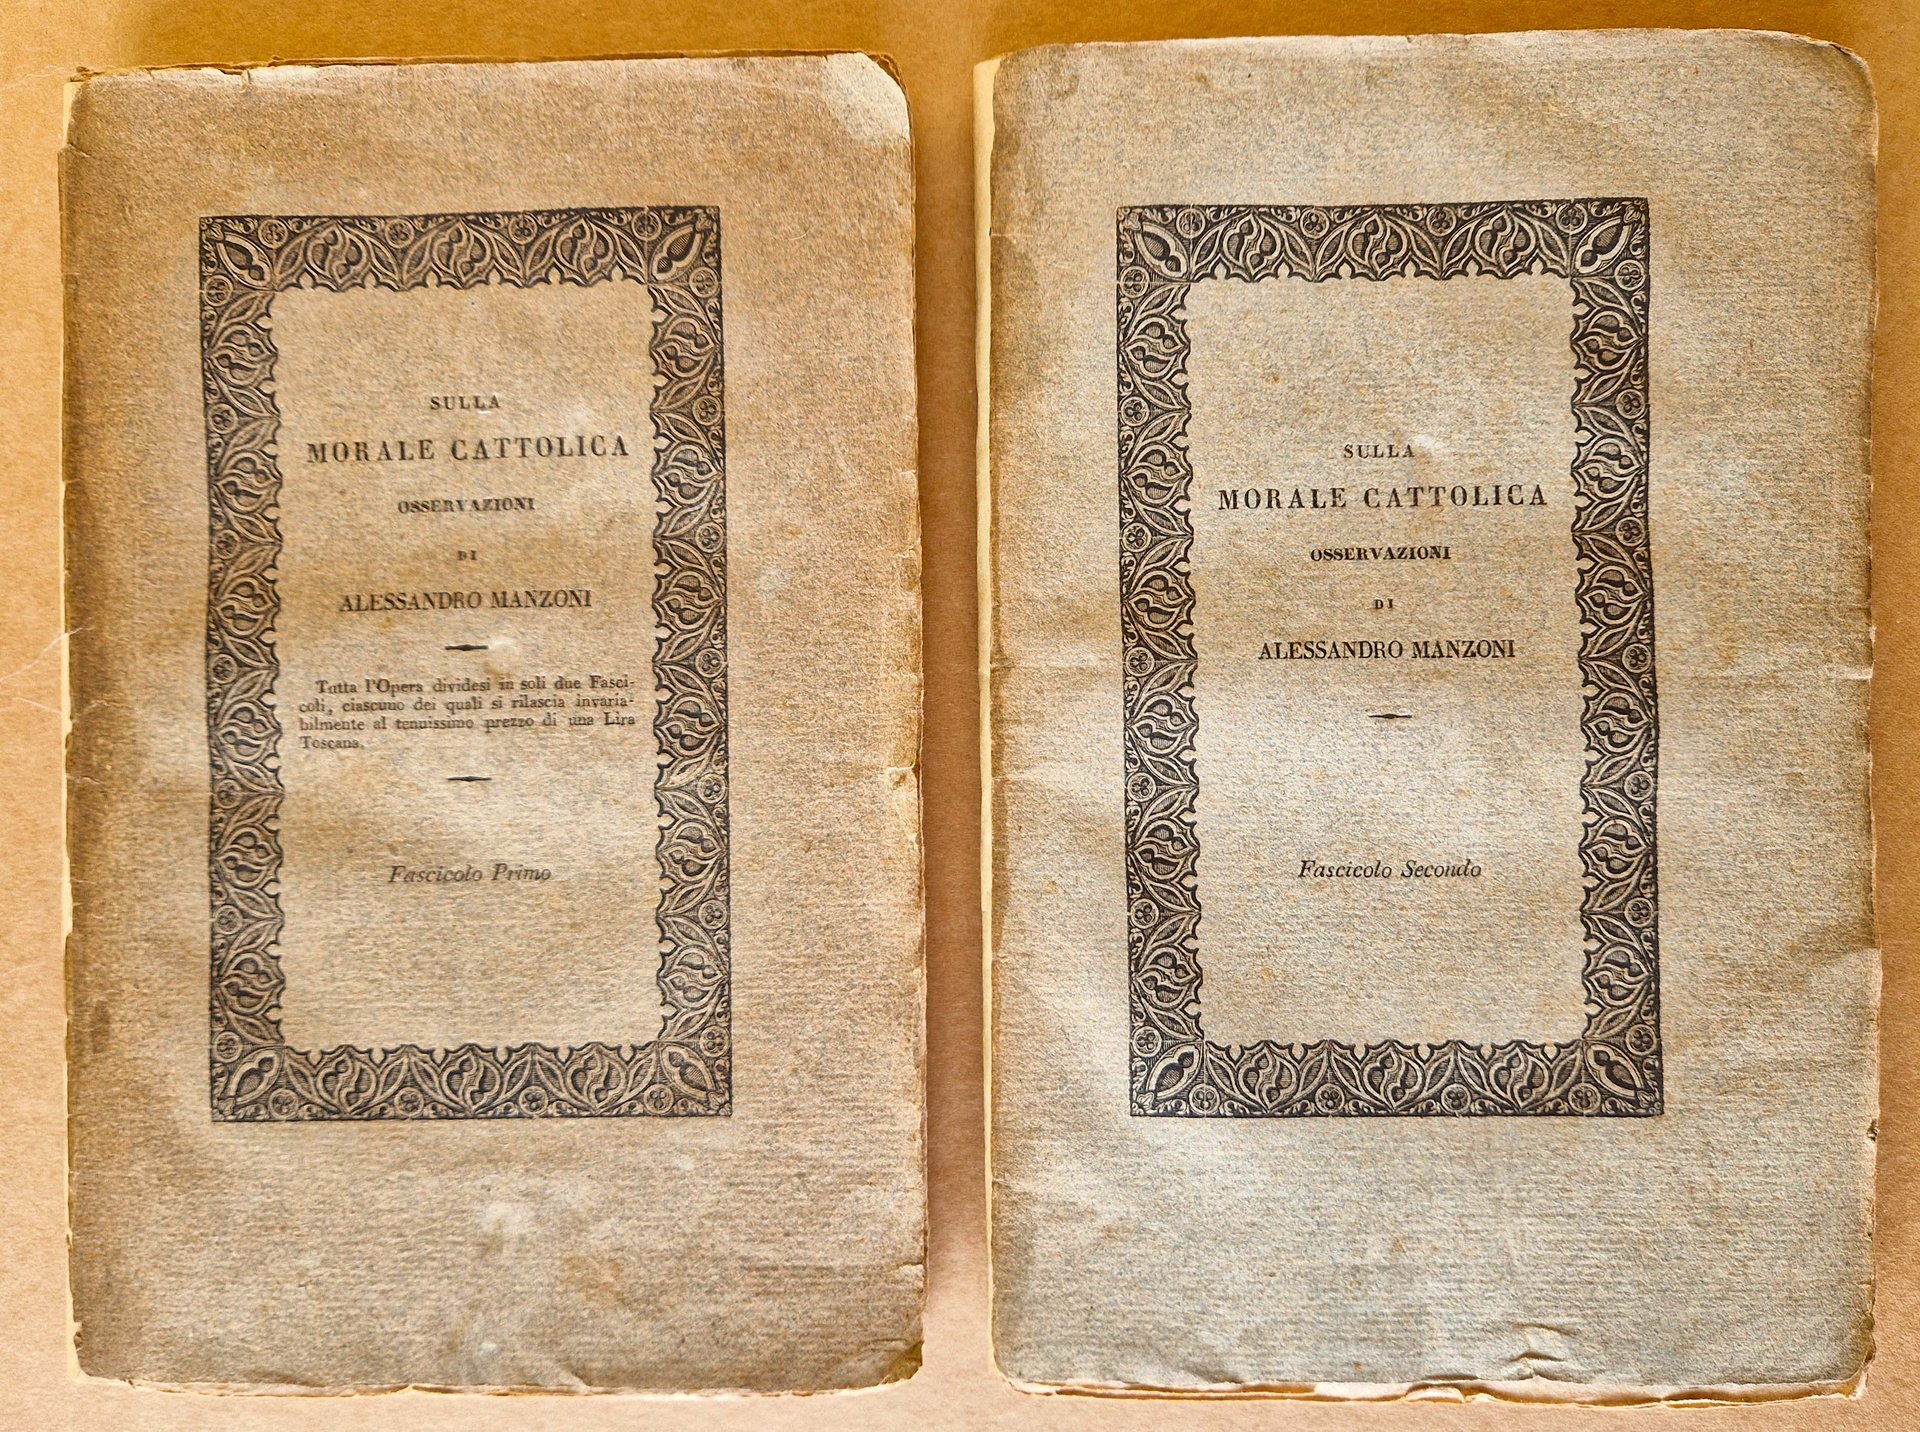 SULLA
MORALE CATTOLICA
OSSERVAZIONI
DI
ALESSANDRO MANZONI
Tutta l'Opera dividesi in soli due Fasci-
coli, ciascuno dei quali si rilascia invaria-
bilmente al tenuissimo prezzo di una Lira
Toscana.
Fascicolo Primo
SULLA
MORALE CATTOLICA
OSSERVAZIONI
DI
ALESSANDRO MANZONI
Fascicolo Secondo